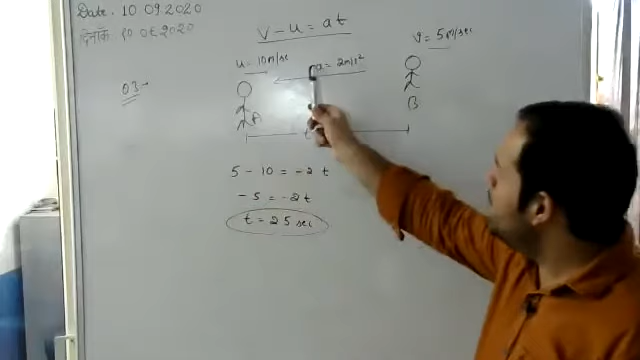 Date. 10 09 2020
दिनांक 10 09 2020
V - u = at
u = 10m/sec
a = 2m/s²
v = 5m/sec
03-
A
B
5 - 10 = -2 t
-5 = -2t
t = 2 5 sec